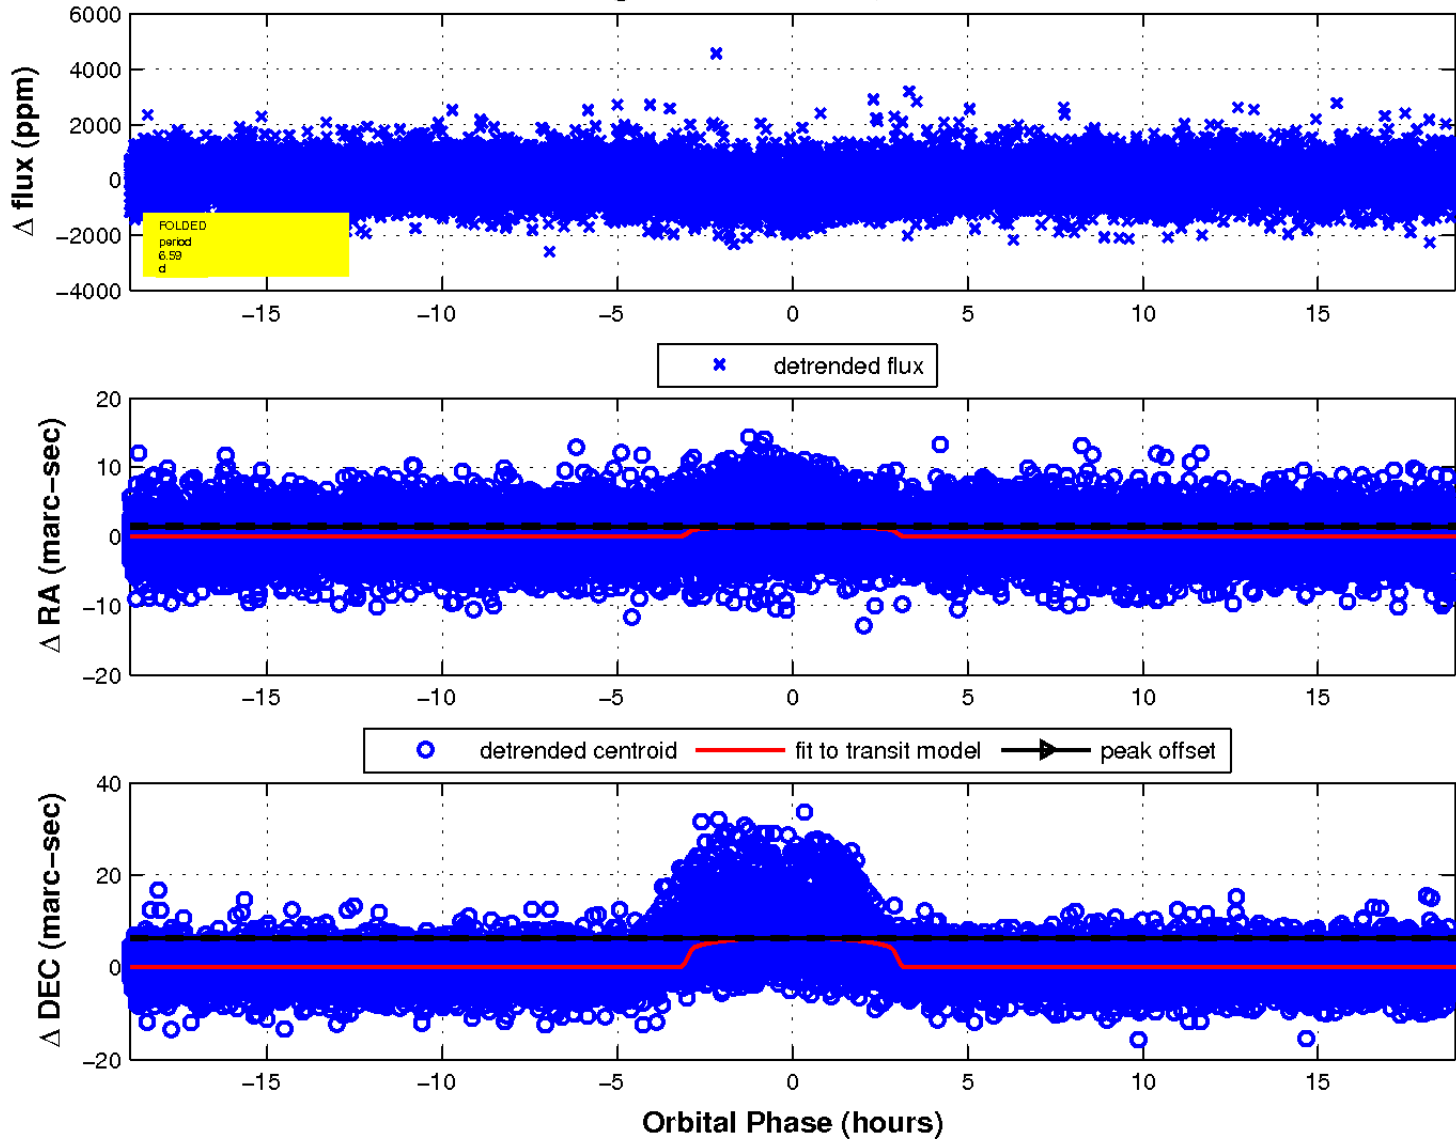 6000
4000
2000
0
−2000
−4000
Δ flux (ppm)
FOLDED
period
6.59
d
−15 −10 −5 0 5 10 15
detrended flux
20
10
0
−10
−20
Δ RA (marc−sec)
−15 −10 −5 0 5 10 15
detrended centroid fit to transit model peak offset
40
20
0
−20
Δ DEC (marc−sec)
−15 −10 −5 0 5 10 15
Orbital Phase (hours)